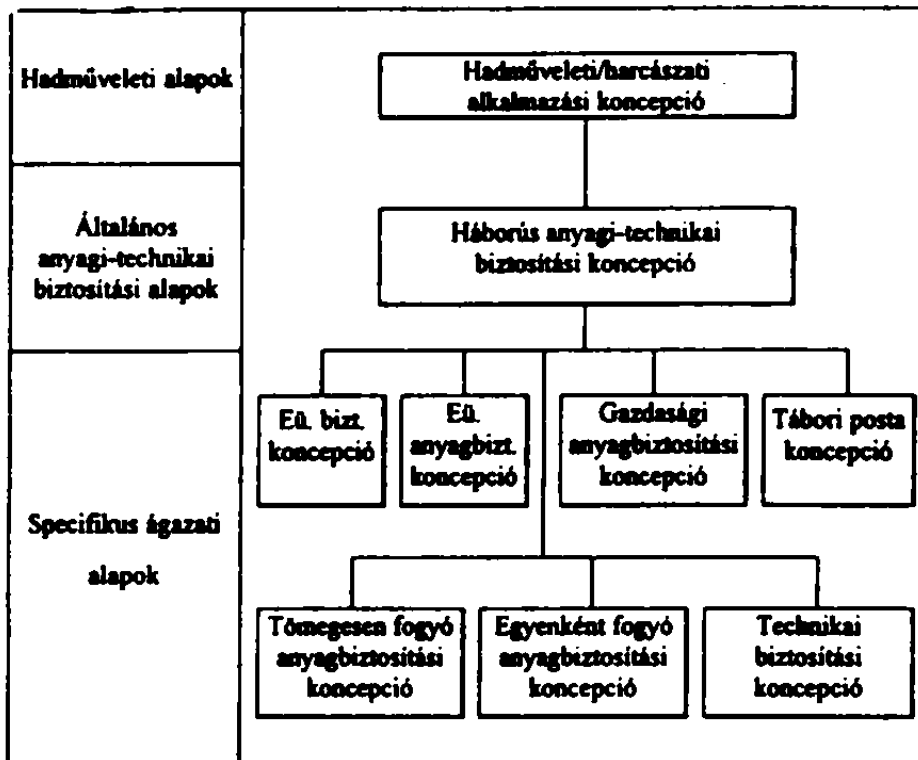 Hadműveleti alapok
Hadműveleti/harcászati
alkalmazási koncepció
Általános
anyagi-technikai
biztosítási alapok
Háborús anyagi-technikai
biztosítási koncepció
Specifikus ágazati
alapok
Eü. bizt.
koncepció
Eü.
anyagbizt.
koncepció
Gazdasági
anyagbiztosítási
koncepció
Tábori posta
koncepció
Tömegesen fogyó
anyagbiztosítási
koncepció
Egyenként fogyó
anyagbiztosítási
koncepció
Technikai
biztosítási
koncepció